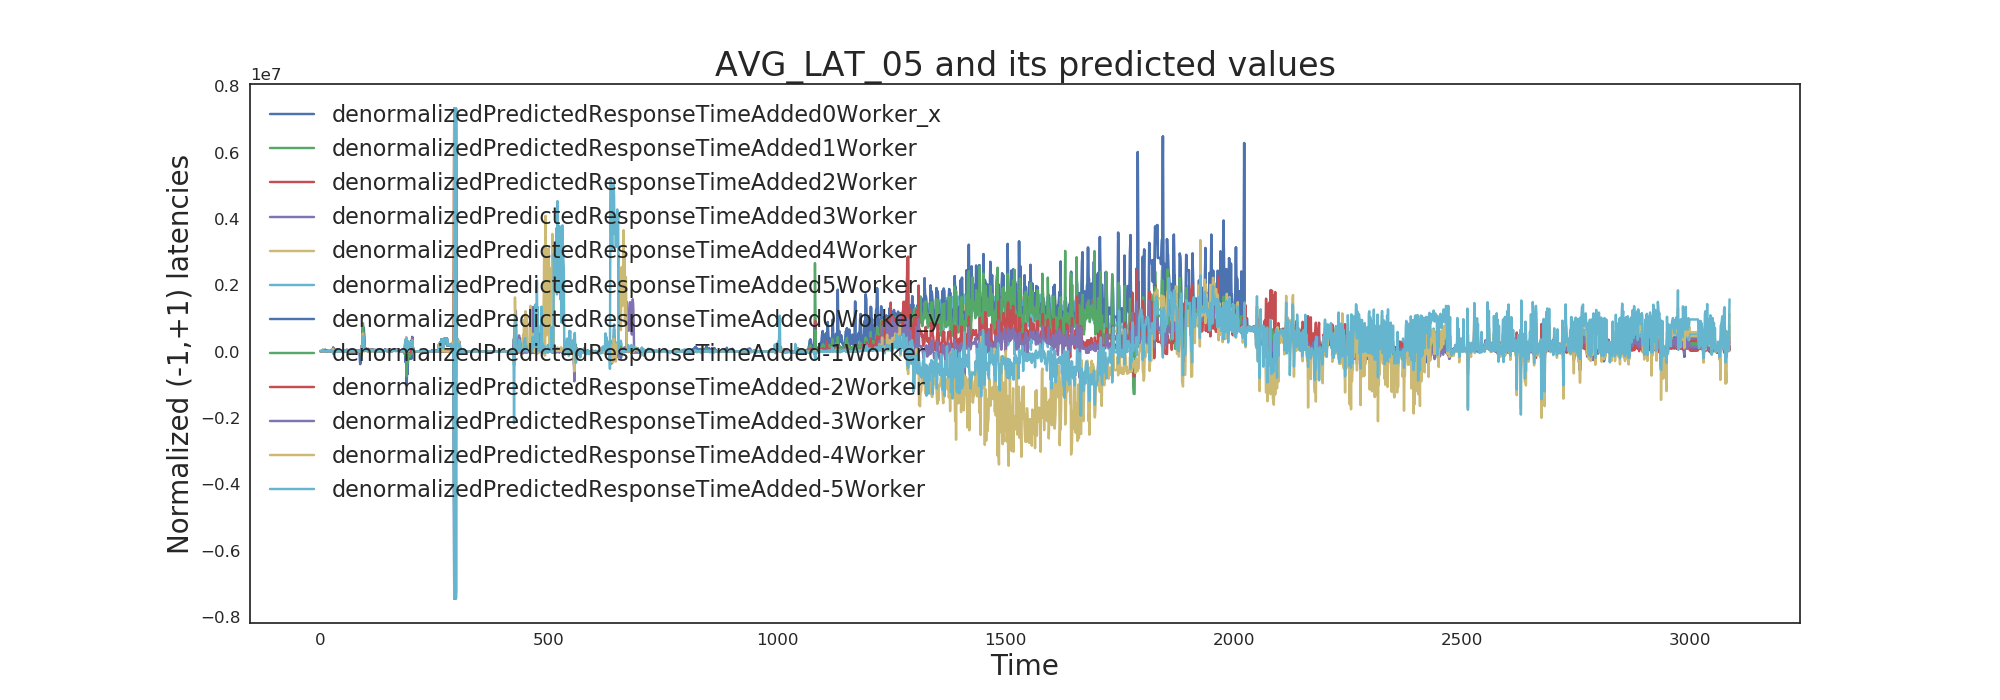 AVG_LAT_05 and its predicted values
1e7
0.8
0.6
0.4
0.2
0.0
−0.2
−0.4
−0.6
−0.8
Normalized (-1,+1) latencies
denormalizedPredictedResponseTimeAdded0Worker_x
denormalizedPredictedResponseTimeAdded1Worker
denormalizedPredictedResponseTimeAdded2Worker
denormalizedPredictedResponseTimeAdded3Worker
denormalizedPredictedResponseTimeAdded4Worker
denormalizedPredictedResponseTimeAdded5Worker
denormalizedPredictedResponseTimeAdded0Worker_y
denormalizedPredictedResponseTimeAdded-1Worker
denormalizedPredictedResponseTimeAdded-2Worker
denormalizedPredictedResponseTimeAdded-3Worker
denormalizedPredictedResponseTimeAdded-4Worker
denormalizedPredictedResponseTimeAdded-5Worker
0 500 1000 1500 2000 2500 3000
Time